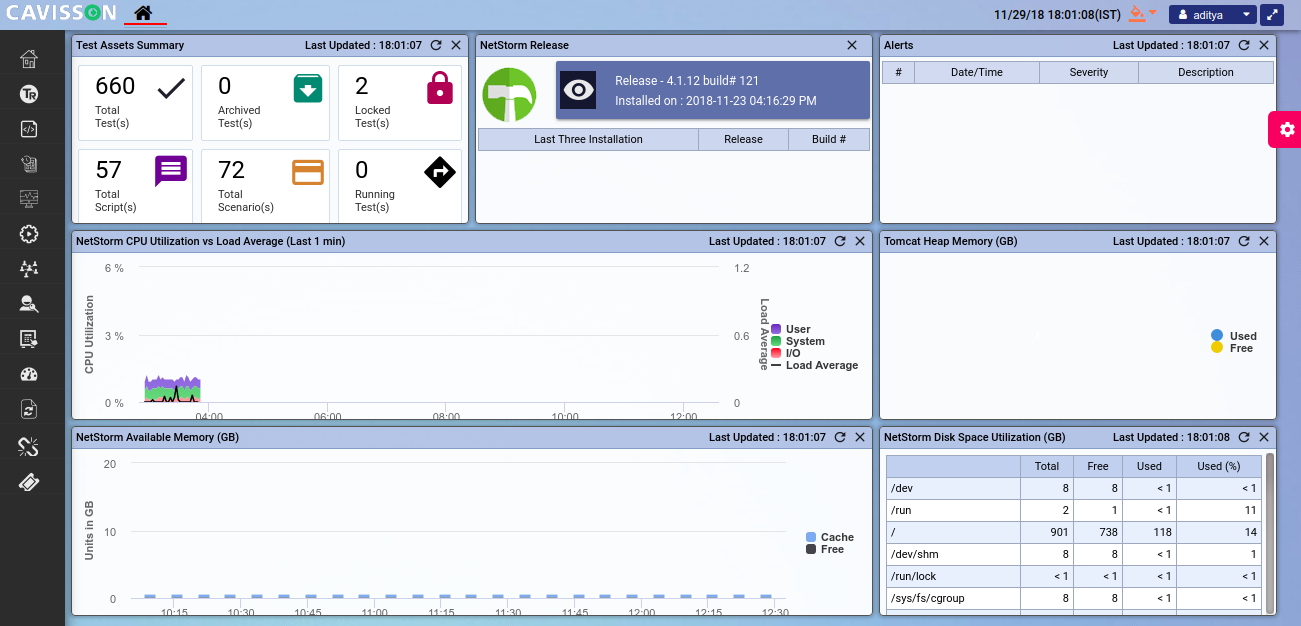 CAVISSON
11/29/18 18:01:08(IST)
aditya
Test Assets Summary Last Updated : 18:01:07
660
Total
Test(s)
0
Archived
Test(s)
2
Locked
Test(s)
57
Total
Script(s)
72
Total
Scenario(s)
0
Running
Test(s)
NetStorm Release
Release - 4.1.12 build# 121
Installed on : 2018-11-23 04:16:29 PM
Last Three Installation Release Build #
Alerts Last Updated : 18:01:07
# Date/Time Severity Description
TR
NetStorm CPU Utilization vs Load Average (Last 1 min) Last Updated : 18:01:07
CPU Utilization
6 %
3 %
0 %
04:00 06:00 08:00 10:00 12:00
1.2
0.6
0
Load Average
User
System
I/O
Load Average
Tomcat Heap Memory (GB) Last Updated : 18:01:07
Used
Free
NetStorm Available Memory (GB) Last Updated : 18:01:07
Units in GB
20
10
0
10:15 10:30 10:45 11:00 11:15 11:30 11:45 12:00 12:15 12:30
Cache
Free
NetStorm Disk Space Utilization (GB) Last Updated : 18:01:08
Total Free Used Used (%)
/dev 8 8 < 1 < 1
/run 2 1 < 1 11
/ 901 738 118 14
/dev/shm 8 8 < 1 1
/run/lock < 1 < 1 < 1 < 1
/sys/fs/cgroup 8 8 < 1 < 1